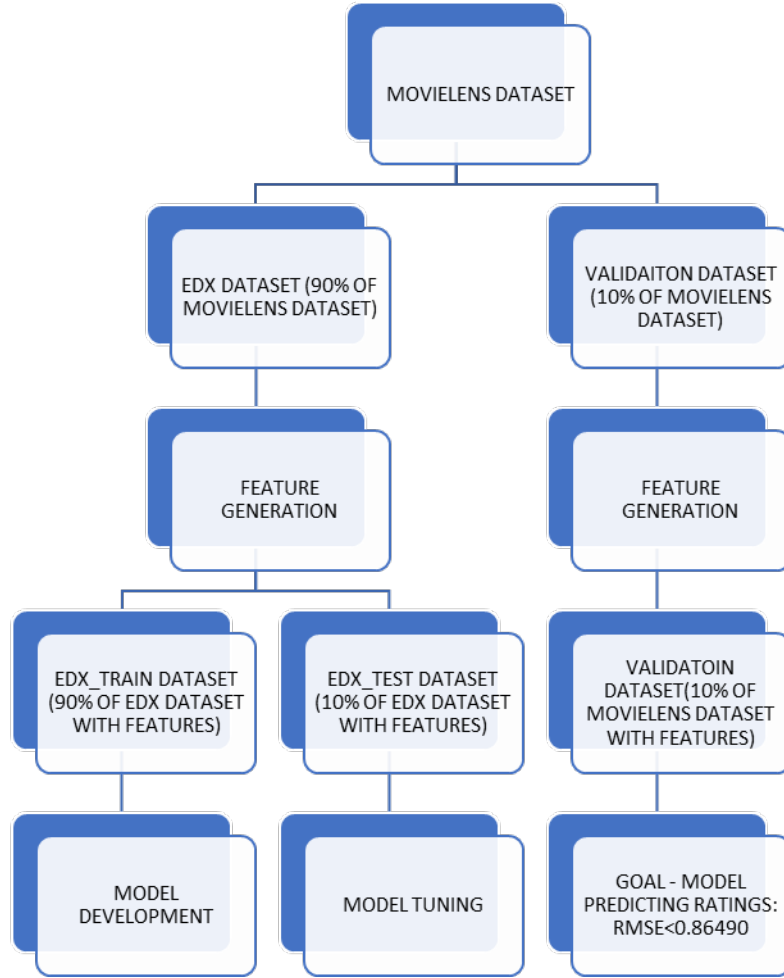 MOVIELENS DATASET
EDX DATASET (90% OF
MOVIELENS DATASET)
VALIDAITON DATASET
(10% OF MOVIELENS
DATASET)
FEATURE
GENERATION
FEATURE
GENERATION
EDX_TRAIN DATASET
(90% OF EDX DATASET
WITH FEATURES)
EDX_TEST DATASET
(10% OF EDX DATASET
WITH FEATURES)
VALIDATOIN
DATASET(10% OF
MOVIELENS DATASET
WITH FEATURES)
MODEL
DEVELOPMENT
MODEL TUNING
GOAL - MODEL
PREDICTING RATINGS:
RMSE<0.86490